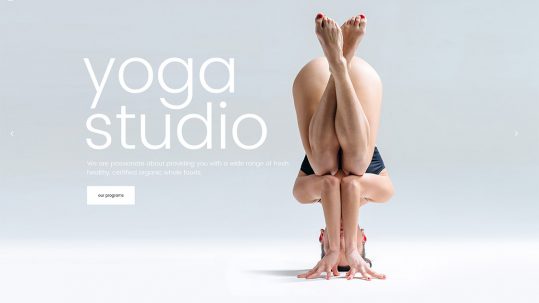 yoga
studio
We are passionate about providing you with a wide range of fresh,
healthy, certified organic whole foods.
our programs